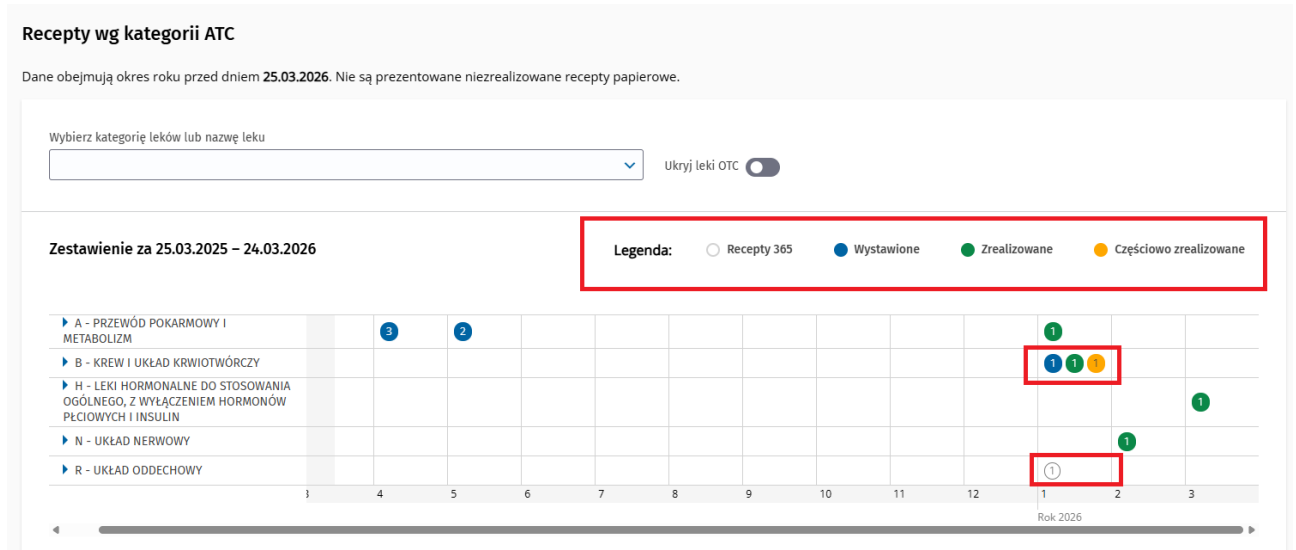 Recepty wg kategorii ATC
Dane obejmują okres roku przed dniem 25.03.2026. Nie są prezentowane niezrealizowane recepty papierowe.
Wybierz kategorię leków lub nazwę leku
Ukryj leki OTC
Zestawienie za 25.03.2025 – 24.03.2026
Legenda: Recepty 365 Wystawione Zrealizowane Częściowo zrealizowane
A - PRZEWÓD POKARMOWY I
METABOLIZM
3 2 1
B - KREW I UKŁAD KRWIOTWÓRCZY
1 1 1
H - LEKI HORMONALNE DO STOSOWANIA
OGÓLNEGO, Z WYŁĄCZENIEM HORMONÓW
PŁCIOWYCH I INSULIN
1
N - UKŁAD NERWOWY
1
R - UKŁAD ODDECHOWY
1
3 4 5 6 7 8 9 10 11 12 1 2 3
Rok 2026